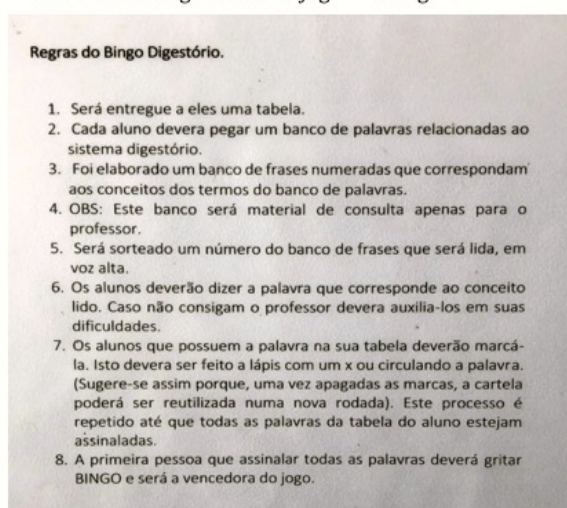 Regras do Bingo Digestório.
1. Será entregue a eles uma tabela.
2. Cada aluno devera pegar um banco de palavras relacionadas ao
sistema digestório.
3. Foi elaborado um banco de frases numeradas que correspondam
aos conceitos dos termos do banco de palavras.
4. OBS: Este banco será material de consulta apenas para o
professor.
5. Será sorteado um número do banco de frases que será lida, em
voz alta.
6. Os alunos deverão dizer a palavra que corresponde ao conceito
lido. Caso não consigam o professor devera auxilia-los em suas
dificuldades.
7. Os alunos que possuem a palavra na sua tabela deverão marcá-
la. Isto devera ser feito a lápis com um x ou circulando a palavra.
(Sugere-se assim porque, uma vez apagadas as marcas, a cartela
poderá ser reutilizada numa nova rodada). Este processo é
repetido até que todas as palavras da tabela do aluno estejam
assinaladas.
8. A primeira pessoa que assinalar todas as palavras deverá gritar
BINGO e será a vencedora do jogo.